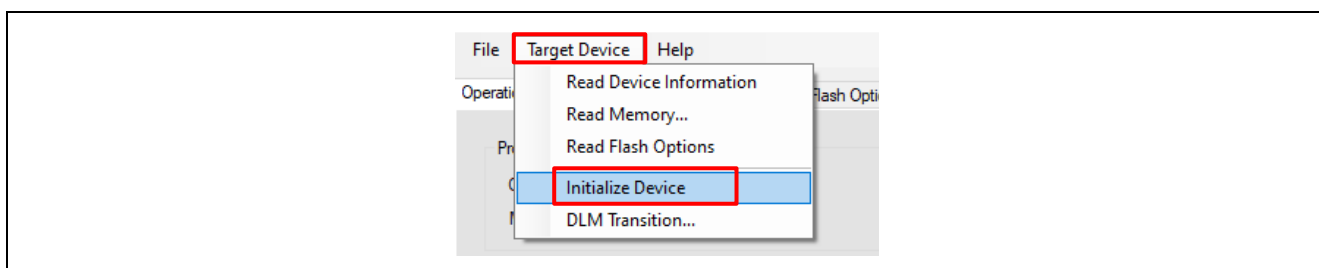 File Target Device Help
Read Device Information
Read Memory...
Read Flash Options
Initialize Device
DLM Transition...